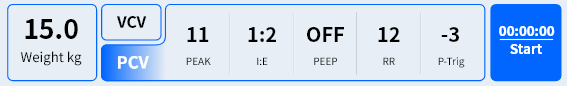 15.0
Weight kg
VCV
PCV
11
PEAK
1:2
I:E
OFF
PEEP
12
RR
-3
P-Trig
00:00:00
Start